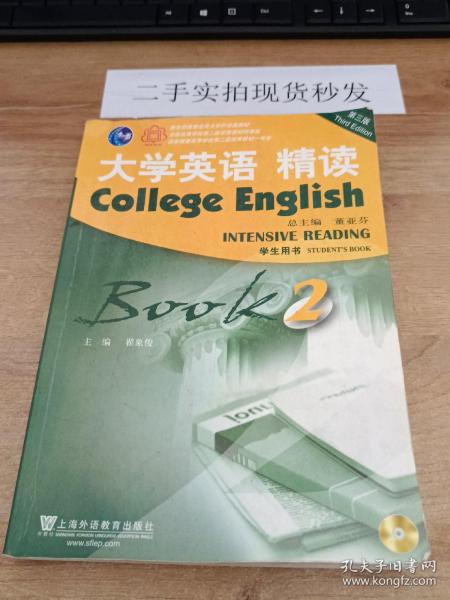 二手实拍现货秒发
第三版
Third Edition
大学英语 精读
College English
总主编 董亚芬
INTENSIVE READING
学生用书 STUDENT'S BOOK
Book 2
主编 翟象俊
上海外语教育出版社
www.sflep.com
孔夫子旧书网
www.kongfz.com